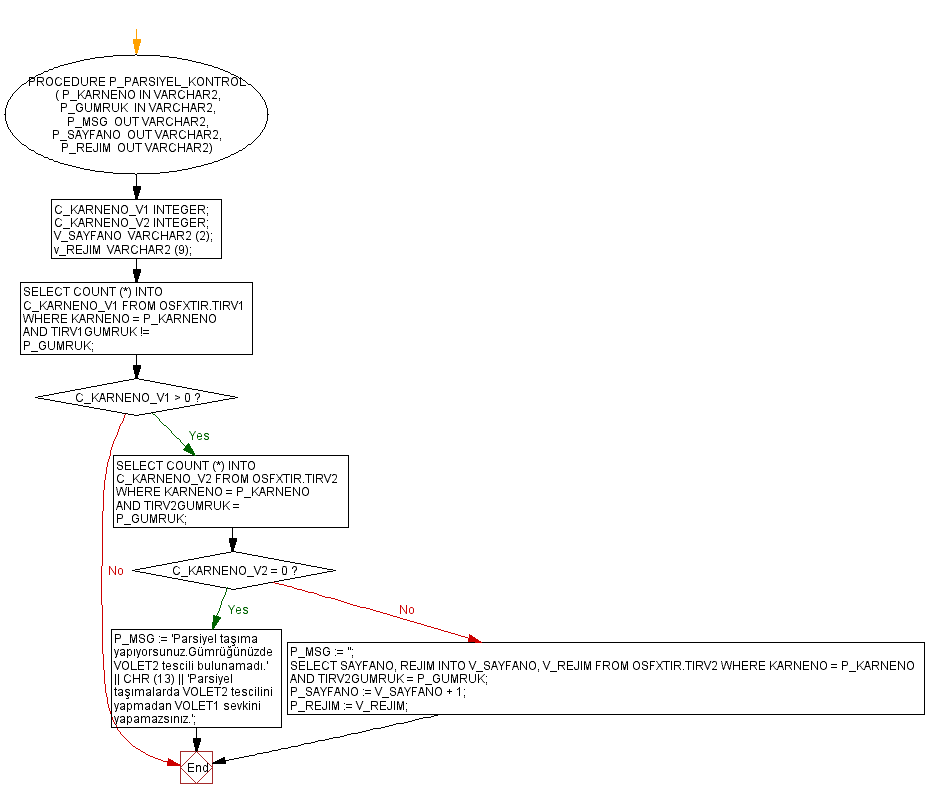 PROCEDURE P_PARSIYEL_KONTROL
( P_KARNENO IN VARCHAR2,
P_GUMRUK  IN VARCHAR2,
P_MSG  OUT VARCHAR2,
P_SAYFANO  OUT VARCHAR2,
P_REJIM  OUT VARCHAR2)
C_KARNENO_V1 INTEGER;
C_KARNENO_V2 INTEGER;
V_SAYFANO  VARCHAR2 (2);
v_REJIM  VARCHAR2 (9);
SELECT COUNT (*) INTO
C_KARNENO_V1 FROM OSFXTIR.TIRV1
WHERE KARNENO = P_KARNENO
AND TIRV1GUMRUK !=
P_GUMRUK;
C_KARNENO_V1 > 0 ?
Yes
SELECT COUNT (*) INTO
C_KARNENO_V2 FROM OSFXTIR.TIRV2
WHERE KARNENO = P_KARNENO
AND TIRV2GUMRUK =
P_GUMRUK;
No
C_KARNENO_V2 = 0 ?
Yes
No
P_MSG := 'Parsiyel taşıma
yapıyorsunuz.Gümrüğünüzde
VOLET2 tescili bulunamadı.'
|| CHR (13) || 'Parsiyel
taşımalarda VOLET2 tescilini
yapmadan VOLET1 sevkini
yapamazsınız.';
P_MSG := '';
SELECT SAYFANO, REJIM INTO V_SAYFANO, V_REJIM FROM OSFXTIR.TIRV2 WHERE KARNENO = P_KARNENO
AND TIRV2GUMRUK = P_GUMRUK;
P_SAYFANO := V_SAYFANO + 1;
P_REJIM := V_REJIM;
End